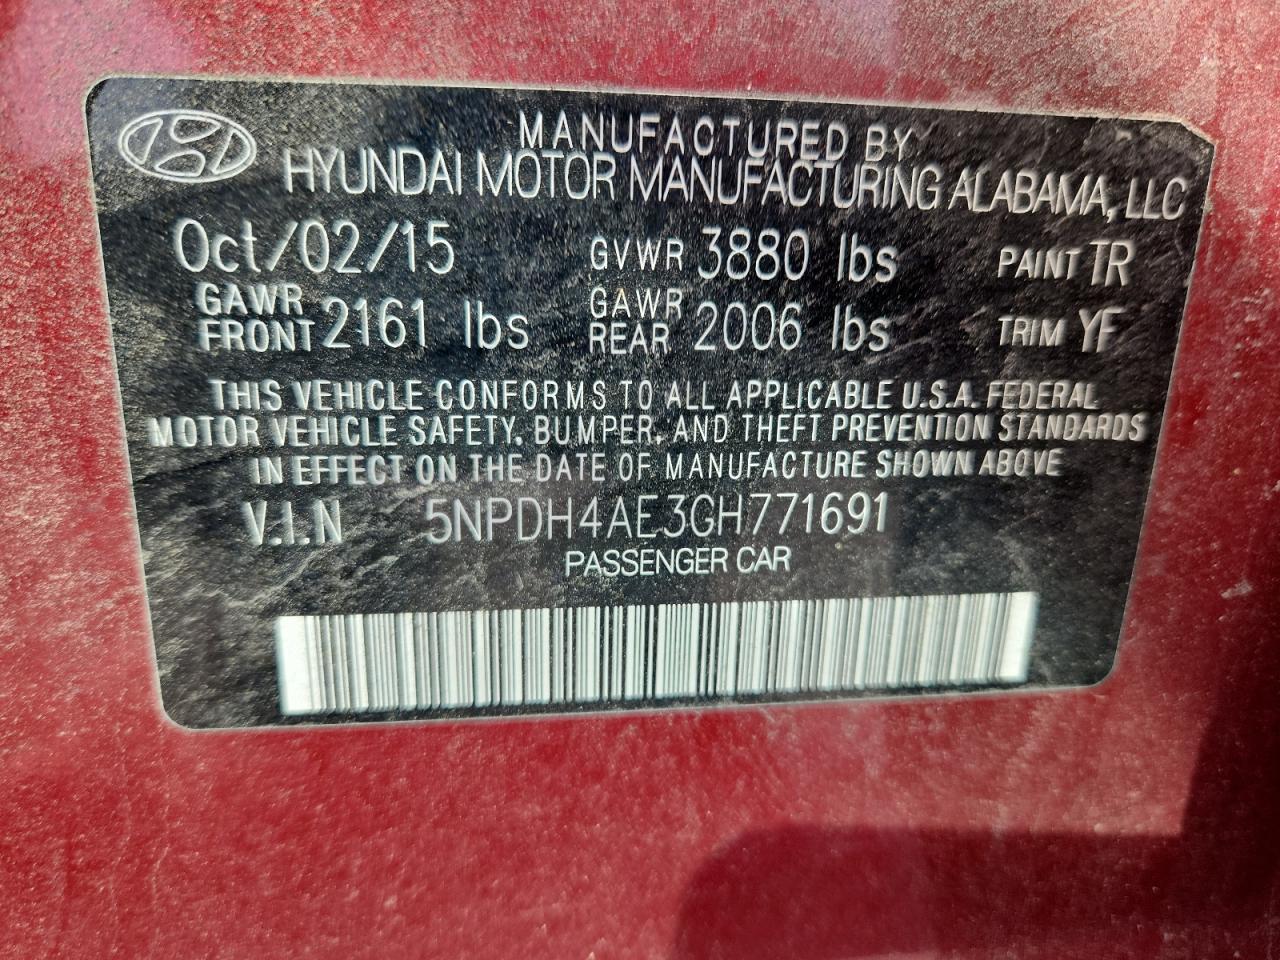 MANUFACTURED BY
HYUNDAI MOTOR MANUFACTURING ALABAMA, LLC
Oct/02/15 GVWR 3880 lbs PAINT TR
GAWR FRONT 2161 lbs GAWR REAR 2006 lbs TRIM YF
THIS VEHICLE CONFORMS TO ALL APPLICABLE U.S.A. FEDERAL
MOTOR VEHICLE SAFETY, BUMPER, AND THEFT PREVENTION STANDARDS
IN EFFECT ON THE DATE OF MANUFACTURE SHOWN ABOVE
V.I.N 5NPDH4AE3GH771691
PASSENGER CAR